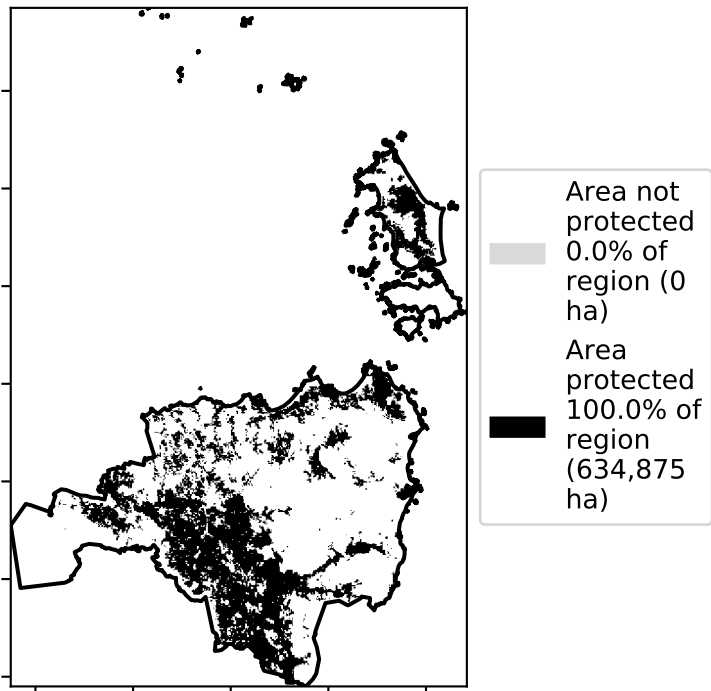 Area not
protected
0.0% of
region (0
ha)
Area
protected
100.0% of
region
(634,875
ha)